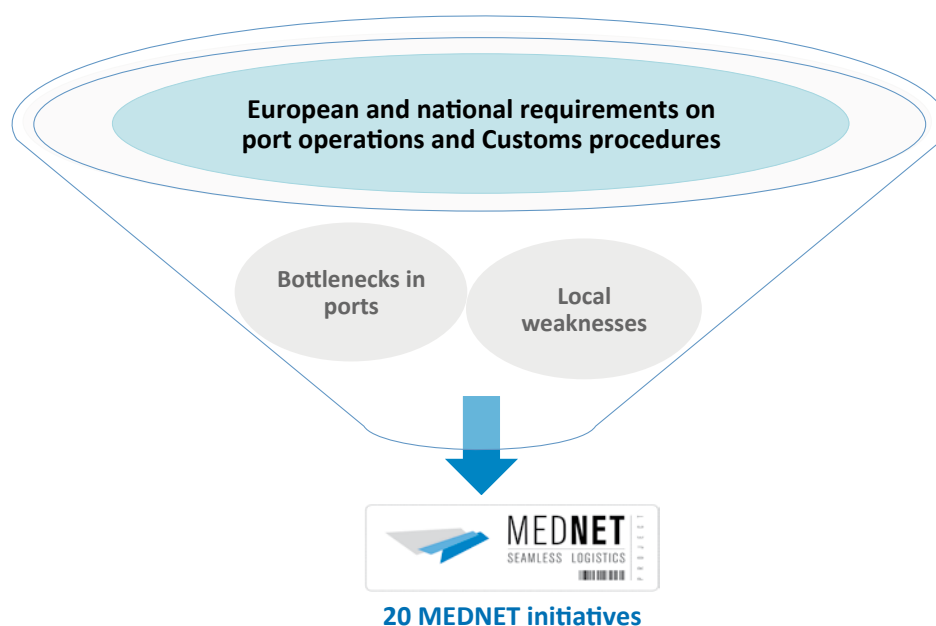 European and national requirements on
port operations and Customs procedures
Bottlenecks in
ports
Local
weaknesses
MEDNET
SEAMLESS LOGISTICS
PROJECT
20 MEDNET initiatives